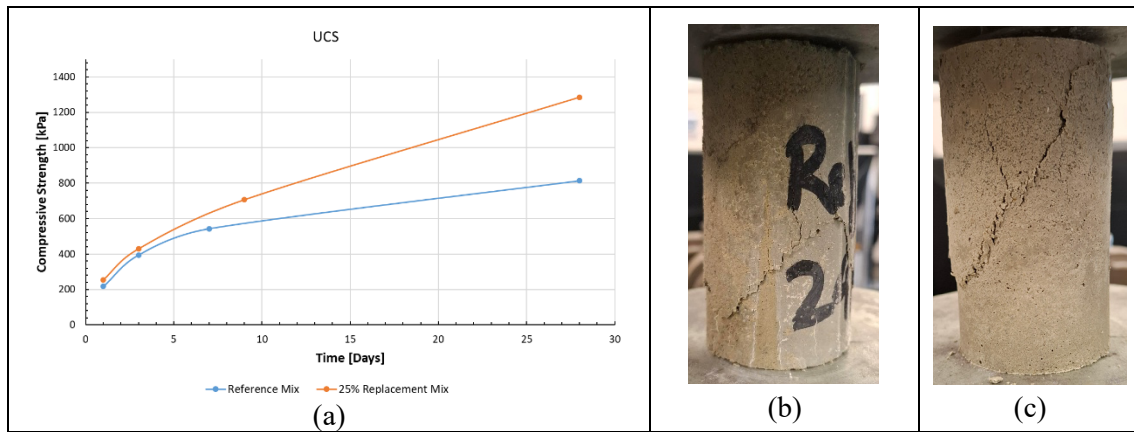 UCS
1400
1200
1000
800
600
400
200
0
0 5 10 15 20 25 30
Compressive Strength [kPa]
Time [Days]
Reference Mix 25% Replacement Mix
(a)
(b)
(c)